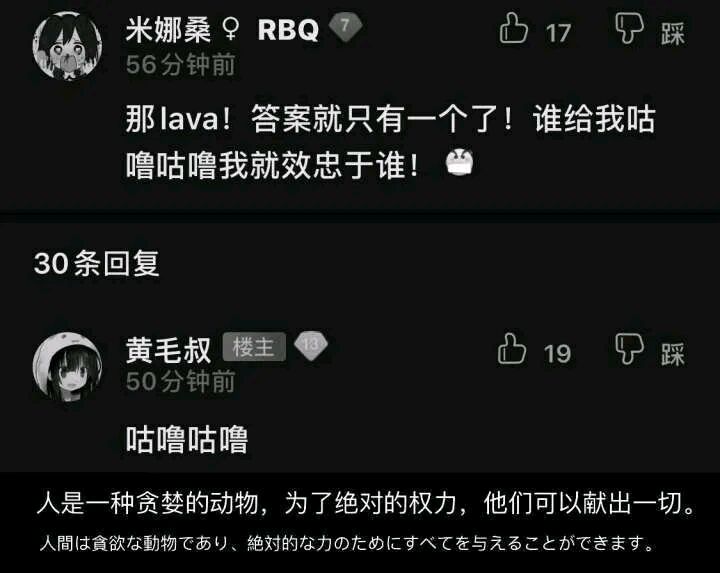 米娜桑♀ RBQ 7 17 踩
56分钟前
那lava！答案就只有一个了！谁给我咕
噜咕噜我就效忠于谁！
30条回复
黄毛叔 楼主 13 19 踩
50分钟前
咕噜咕噜
人是一种贪婪的动物，为了绝对的权力，他们可以献出一切。
人間は貪欲な動物であり、絶対的な力のためにすべてを与えることができます。